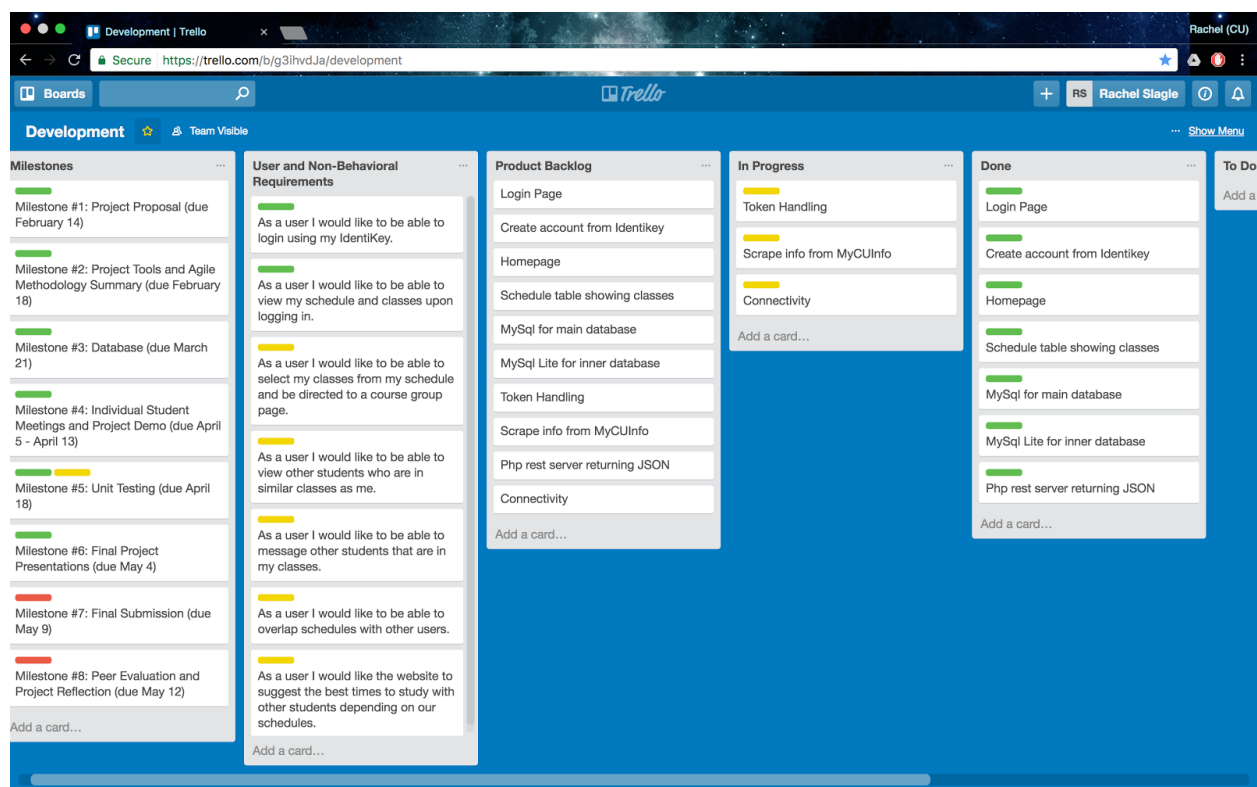 Development | Trello
Rachel (CU)
Secure https://trello.com/b/g3ihvdJa/development
Boards
Trello
RS Rachel Slagle
Development
Team Visible
... Show Menu
Milestones
Milestone #1: Project Proposal (due
February 14)
Milestone #2: Project Tools and Agile
Methodology Summary (due February
18)
Milestone #3: Database (due March
21)
Milestone #4: Individual Student
Meetings and Project Demo (due April
5 - April 13)
Milestone #5: Unit Testing (due April
18)
Milestone #6: Final Project
Presentations (due May 4)
Milestone #7: Final Submission (due
May 9)
Milestone #8: Peer Evaluation and
Project Reflection (due May 12)
Add a card...
User and Non-Behavioral
Requirements
As a user I would like to be able to
login using my IdentiKey.
As a user I would like to be able to
view my schedule and classes upon
logging in.
As a user I would like to be able to
select my classes from my schedule
and be directed to a course group
page.
As a user I would like to be able to
view other students who are in
similar classes as me.
As a user I would like to be able to
message other students that are in
my classes.
As a user I would like to be able to
overlap schedules with other users.
As a user I would like the website to
suggest the best times to study with
other students depending on our
schedules.
Add a card...
Product Backlog
Login Page
Create account from Identikey
Homepage
Schedule table showing classes
MySql for main database
MySql Lite for inner database
Token Handling
Scrape info from MyCUInfo
Php rest server returning JSON
Connectivity
Add a card...
In Progress
Token Handling
Scrape info from MyCUInfo
Connectivity
Add a card...
Done
Login Page
Create account from Identikey
Homepage
Schedule table showing classes
MySql for main database
MySql Lite for inner database
Php rest server returning JSON
Add a card...
To Do
Add a